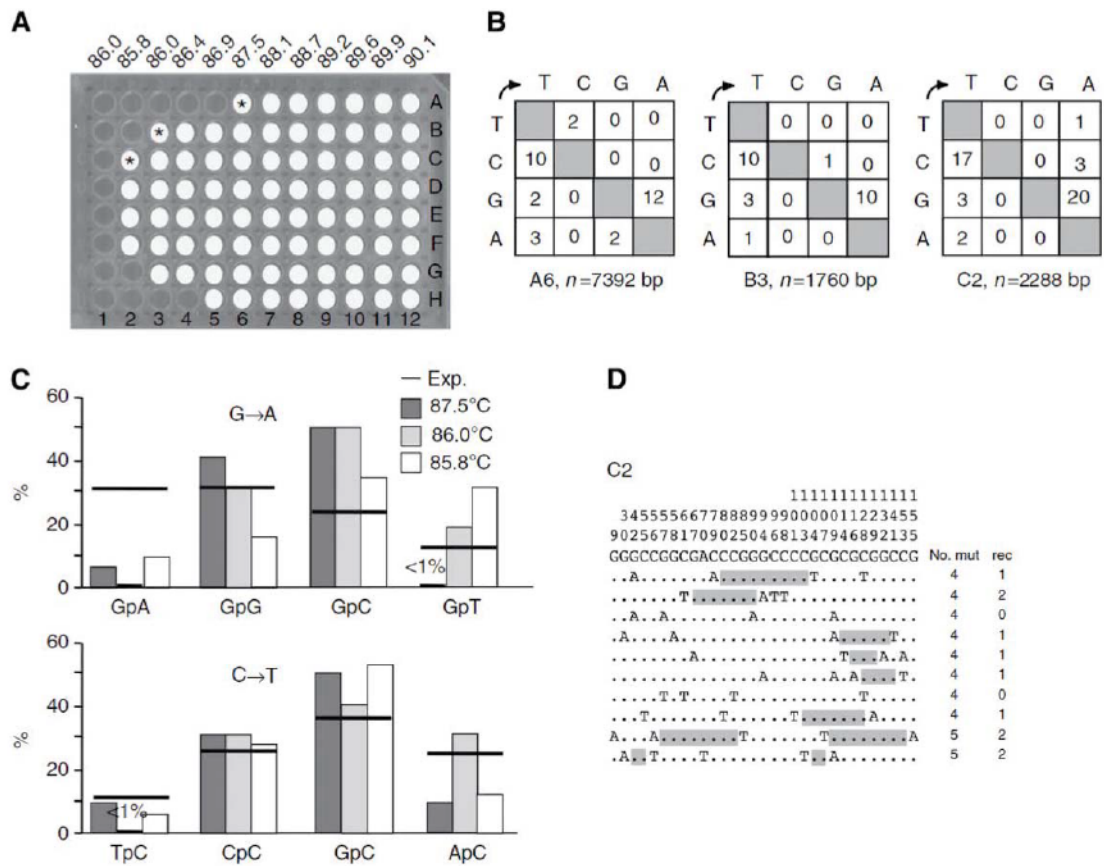 A
86.0 85.8 86.0 86.4 86.9 87.5 88.1 88.7 89.2 89.6 89.9 90.1
* A
* B
* C
D
E
F
G
H
1 2 3 4 5 6 7 8 9 10 11 12
B
T C G A
T 2 0 0
C 10 0 0
G 2 0 12
A 3 0 2
A6, n=7392 bp
T C G A
T 0 0 0
C 10 1 0
G 3 0 10
A 1 0 0
B3, n=1760 bp
T C G A
T 0 0 1
C 17 0 3
G 3 0 20
A 2 0 0
C2, n=2288 bp
C
G→A
— Exp.
87.5°C
86.0°C
85.8°C
60
40
20
0
%
<1%
GpA GpG GpC GpT
C→T
60
40
20
0
%
<1%
TpC CpC GpC ApC
D
C2
GGGCCGGCGACCCGGGCCCCGCGCGCGGCCG No. mut rec
..A.......A.........T....T..... 4 1
.......T.......ATT............. 4 2
..A..A........A.......A........ 4 0
.A....A.....................T.. 4 1
........A..............T...A.A. 4 1
...............A......A.A....T. 4 1
.....T.T....T............T..... 4 0
...T.......T......T.......A.... 4 1
A...A........T.......T........A 5 2
.A..T....T.........T..A........ 5 2